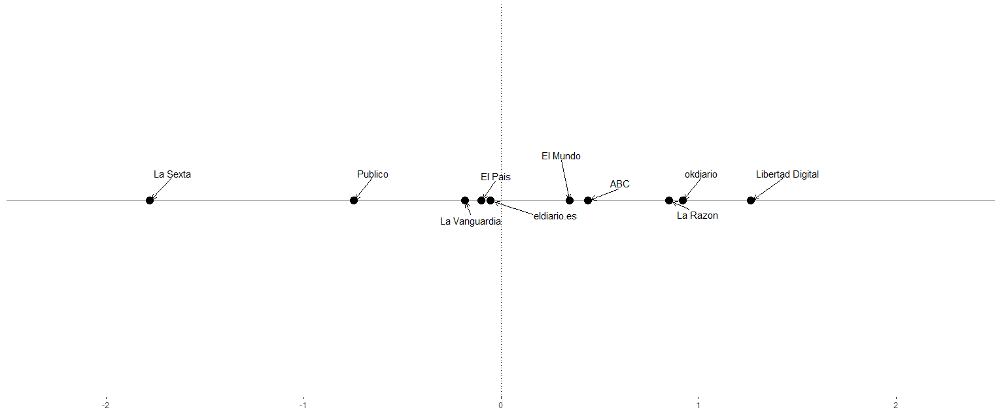 El Mundo
La Sexta
Publico
El Pais
okdiario
Libertad Digital
ABC
La Vanguardia
eldiario.es
La Razon
-2
-1
0
1
2